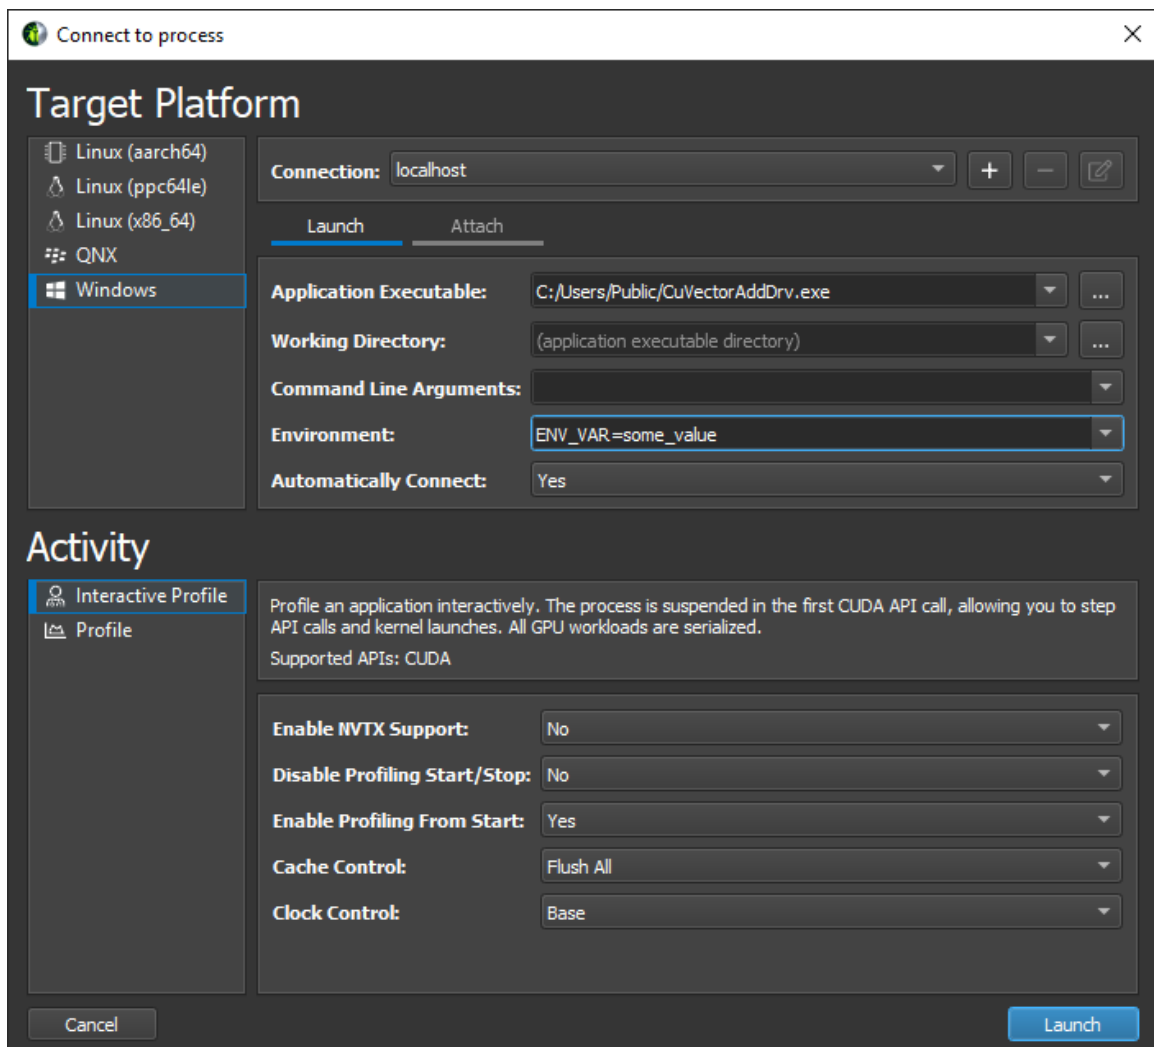 Connect to process
Target Platform
Linux (aarch64)
Linux (ppc64le)
Linux (x86_64)
QNX
Windows
Connection: localhost
Launch Attach
Application Executable: C:/Users/Public/CuVectorAddDrv.exe ...
Working Directory: (application executable directory) ...
Command Line Arguments:
Environment: ENV_VAR=some_value
Automatically Connect: Yes
Activity
Interactive Profile
Profile
Profile an application interactively. The process is suspended in the first CUDA API call, allowing you to step
API calls and kernel launches. All GPU workloads are serialized.
Supported APIs: CUDA
Enable NVTX Support: No
Disable Profiling Start/Stop: No
Enable Profiling From Start: Yes
Cache Control: Flush All
Clock Control: Base
Cancel Launch